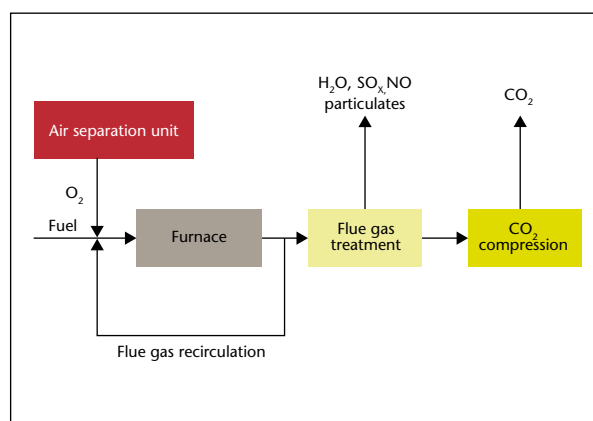 H₂O, SOₓ,NO
particulates
CO₂
Air separation unit
O₂
Fuel
Furnace
Flue gas
treatment
CO₂
compression
Flue gas recirculation